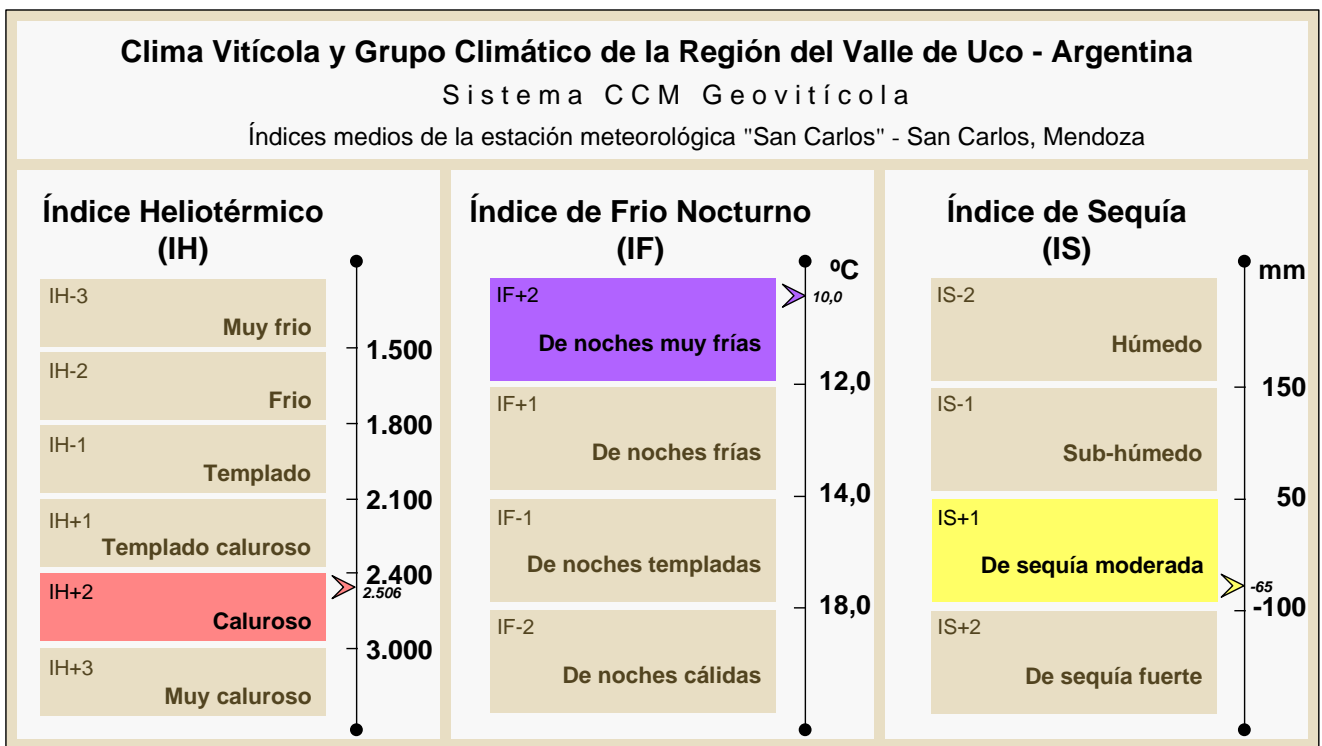 Clima Vitícola y Grupo Climático de la Región del Valle de Uco - Argentina
Sistema CCM Geovitícola
Índices medios de la estación meteorológica "San Carlos" - San Carlos, Mendoza
Índice Heliotérmico
(IH)
IH-3
Muy frio
1.500
IH-2
Frio
1.800
IH-1
Templado
2.100
IH+1
Templado caluroso
2.400
IH+2
2.506
Caluroso
3.000
IH+3
Muy caluroso
Índice de Frio Nocturno
(IF)
ºC
IF+2
10,0
De noches muy frías
12,0
IF+1
De noches frías
14,0
IF-1
De noches templadas
18,0
IF-2
De noches cálidas
Índice de Sequía
(IS)
mm
IS-2
Húmedo
150
IS-1
Sub-húmedo
50
IS+1
De sequía moderada
-65
-100
IS+2
De sequía fuerte